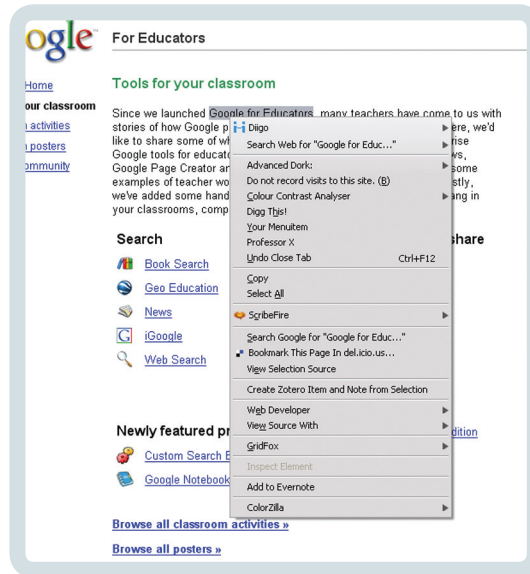 ogle
For Educators
Home
our classroom
activities
posters
ommunity
Tools for your classroom
Since we launched Google for Educators, many teachers have come to us with
stories of how Google p
ere, we'd
like to share some of wh
rise
Google tools for educato
ws,
Google Page Creator an
some
examples of teacher wo
stly,
we've added some hand
ang in
your classrooms, comp
Search
share
Book Search
Geo Education
News
iGoogle
Web Search
Newly featured pr
dition
Custom Search E
Google Notebook
Browse all classroom activities »
Browse all posters »
Diigo
Search Web for "Google for Educ..."
Advanced Dork:
Do not record visits to this site. (B)
Colour Contrast Analyser
Digg This!
Your Menuitem
Professor X
Undo Close Tab Ctrl+F12
Copy
Select All
ScribeFire
Search Google for "Google for Educ..."
Bookmark This Page In del.icio.us...
View Selection Source
Create Zotero Item and Note from Selection
Web Developer
View Source With
GridFox
Inspect Element
Add to Evernote
ColorZilla